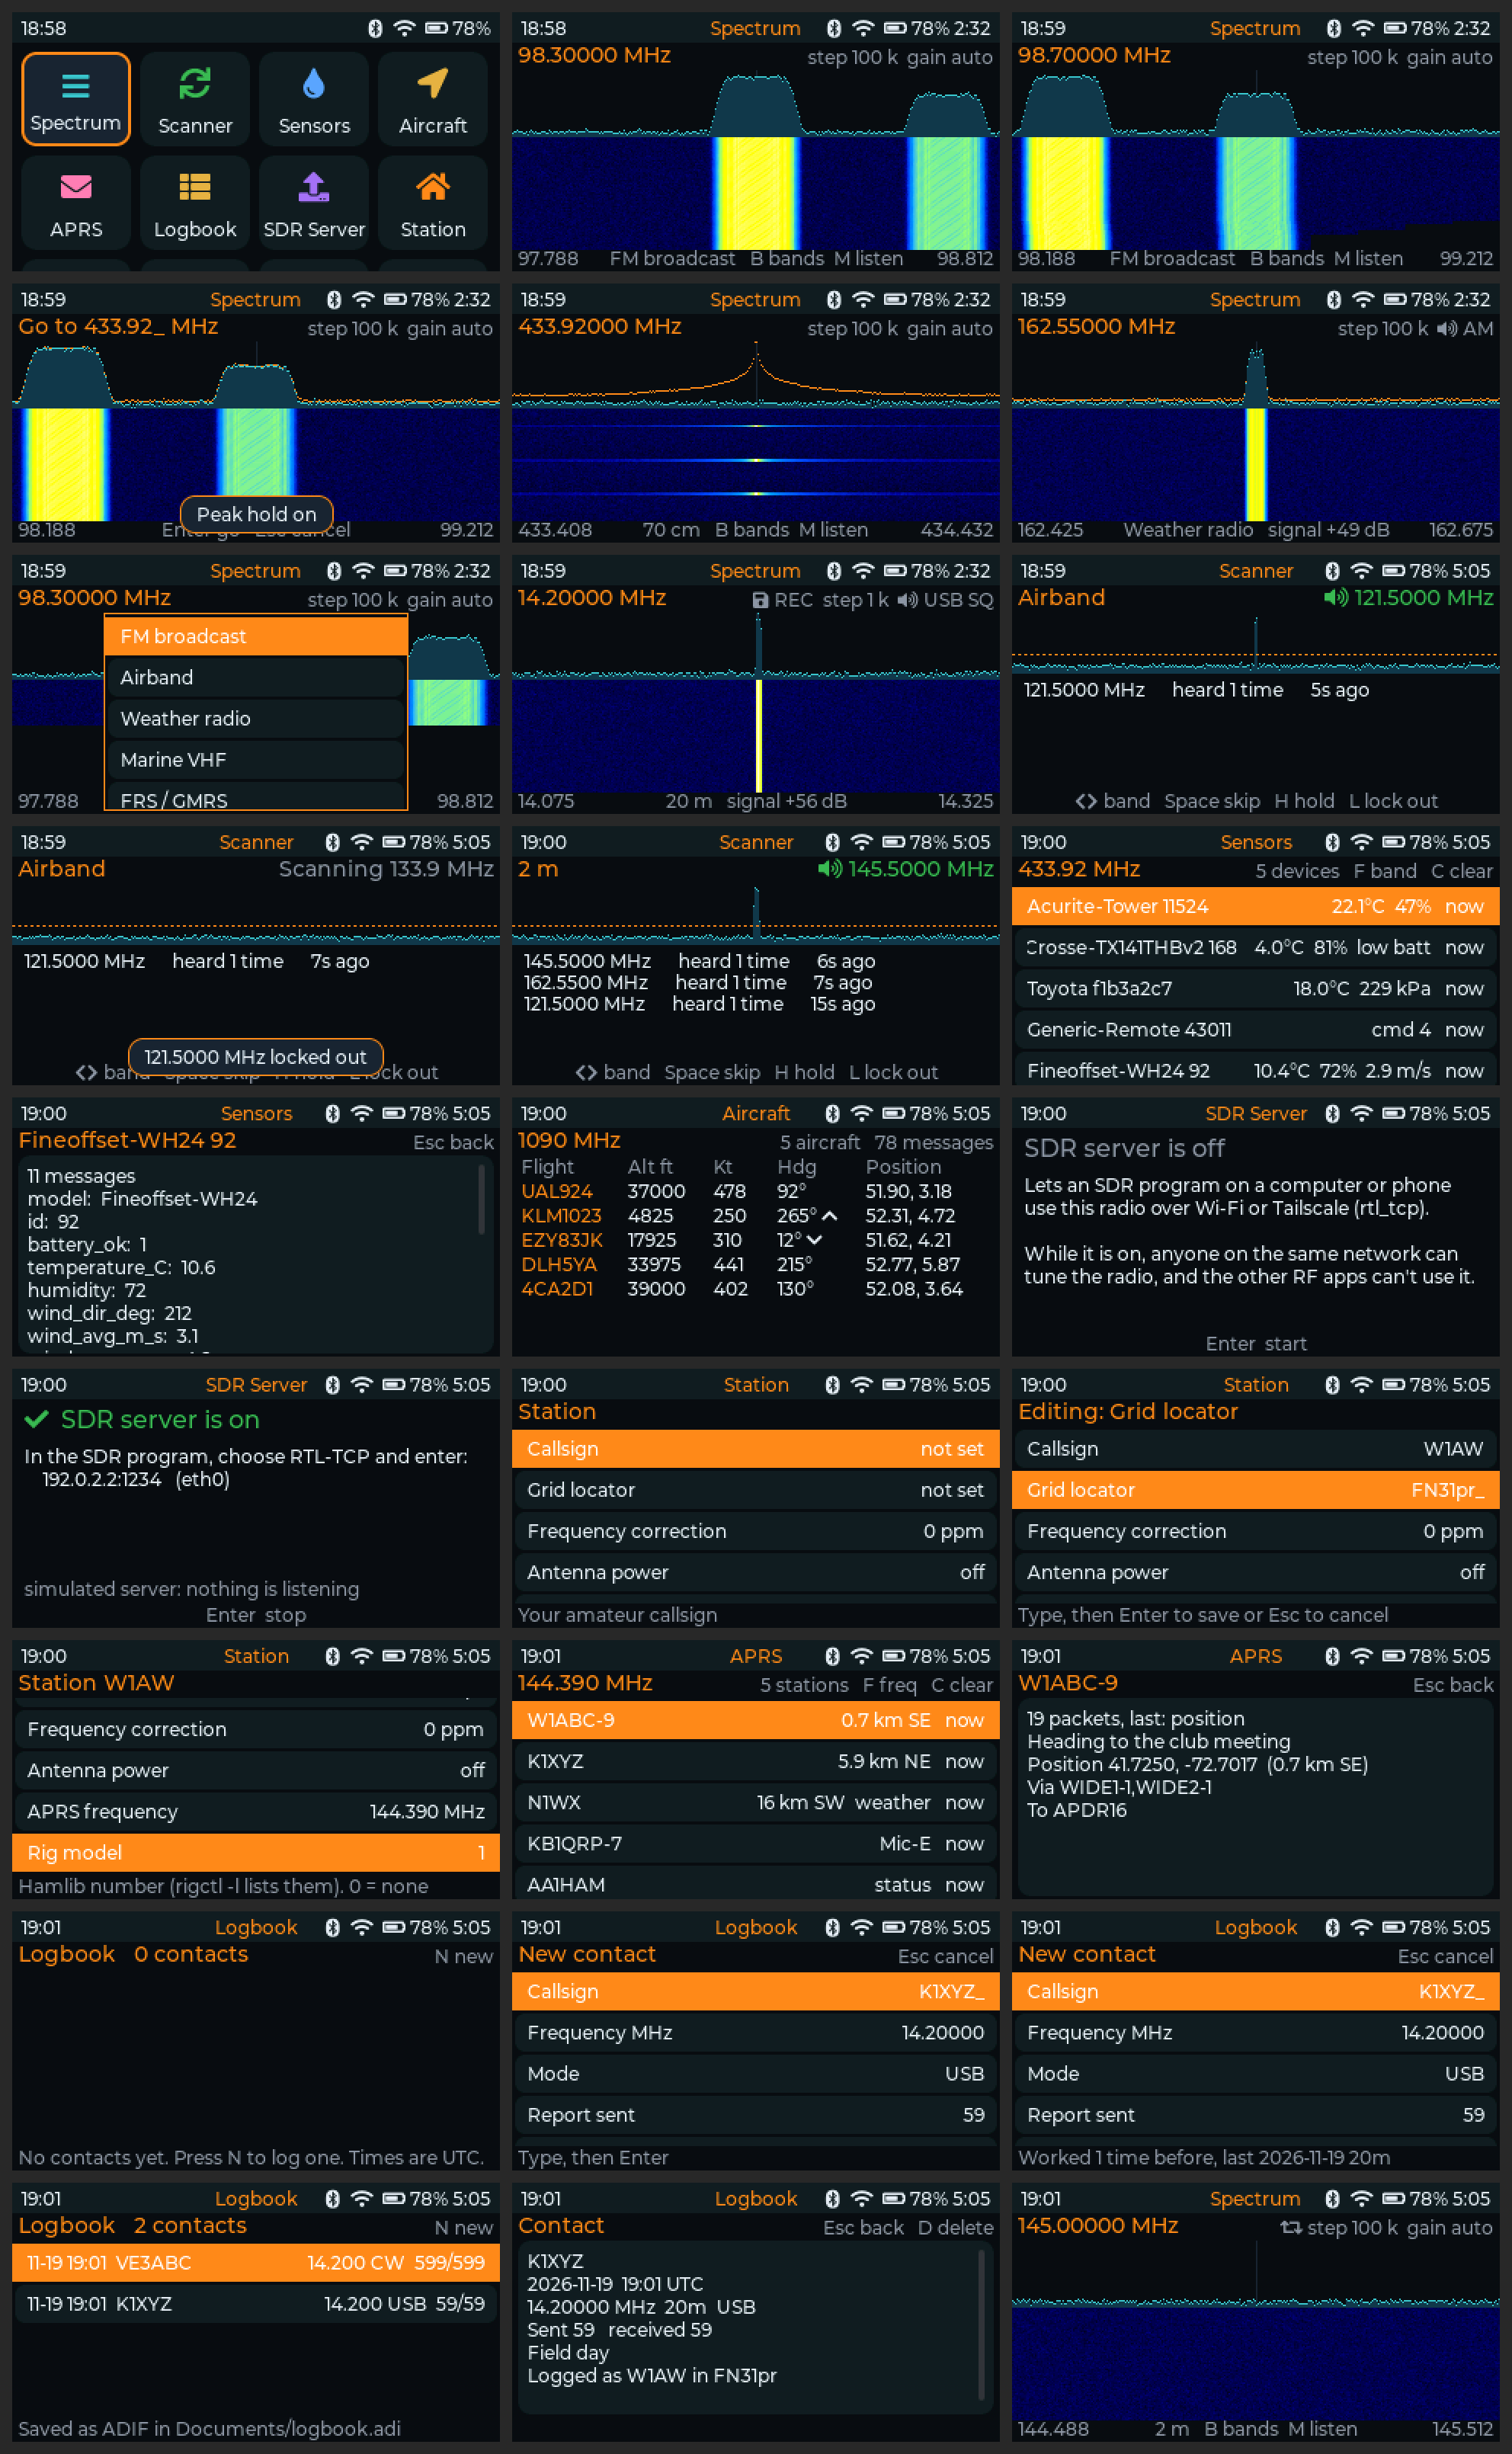 18:58 78%
Spectrum Scanner Sensors Aircraft
APRS Logbook SDR Server Station
18:58 Spectrum 78% 2:32
98.30000 MHz step 100 k gain auto
97.788 FM broadcast B bands M listen 98.812
18:59 Spectrum 78% 2:32
98.70000 MHz step 100 k gain auto
98.188 FM broadcast B bands M listen 99.212
18:59 Spectrum 78% 2:32
Go to 433.92_ MHz step 100 k gain auto
Peak hold on
98.188 99.212
18:59 Spectrum 78% 2:32
433.92000 MHz step 100 k gain auto
433.408 70 cm B bands M listen 434.432
18:59 Spectrum 78% 2:32
162.55000 MHz step 100 k AM
162.425 Weather radio signal +49 dB 162.675
18:59 Spectrum 78% 2:32
98.30000 MHz step 100 k gain auto
FM broadcast
Airband
Weather radio
Marine VHF
FRS / GMRS
97.788 98.812
18:59 Spectrum 78% 2:32
14.20000 MHz REC step 1 k USB SQ
14.075 20 m signal +56 dB 14.325
18:59 Scanner 78% 5:05
Airband 121.5000 MHz
121.5000 MHz heard 1 time 5s ago
<> band Space skip H hold L lock out
18:59 Scanner 78% 5:05
Airband Scanning 133.9 MHz
121.5000 MHz heard 1 time 7s ago
121.5000 MHz locked out
<> band lock out
19:00 Scanner 78% 5:05
2 m 145.5000 MHz
145.5000 MHz heard 1 time 6s ago
162.5500 MHz heard 1 time 7s ago
121.5000 MHz heard 1 time 15s ago
<> band Space skip H hold L lock out
19:00 Sensors 78% 5:05
433.92 MHz 5 devices F band C clear
Acurite-Tower 11524 22.1°C 47% now
Crosse-TX141THBv2 168 4.0°C 81% low batt now
Toyota f1b3a2c7 18.0°C 229 kPa now
Generic-Remote 43011 cmd 4 now
Fineoffset-WH24 92 10.4°C 72% 2.9 m/s now
19:00 Sensors 78% 5:05
Fineoffset-WH24 92 Esc back
11 messages
model: Fineoffset-WH24
id: 92
battery_ok: 1
temperature_C: 10.6
humidity: 72
wind_dir_deg: 212
wind_avg_m_s: 3.1
19:00 Aircraft 78% 5:05
1090 MHz 5 aircraft 78 messages
Flight Alt ft Kt Hdg Position
UAL924 37000 478 92° 51.90, 3.18
KLM1023 4825 250 265° 52.31, 4.72
EZY83JK 17925 310 12° 51.62, 4.21
DLH5YA 33975 441 215° 52.77, 5.87
4CA2D1 39000 402 130° 52.08, 3.64
19:00 SDR Server 78% 5:05
SDR server is off
Lets an SDR program on a computer or phone
use this radio over Wi-Fi or Tailscale (rtl_tcp).
While it is on, anyone on the same network can
tune the radio, and the other RF apps can't use it.
Enter start
19:00 SDR Server 78% 5:05
SDR server is on
In the SDR program, choose RTL-TCP and enter:
192.0.2.2:1234 (eth0)
simulated server: nothing is listening
Enter stop
19:00 Station 78% 5:05
Station
Callsign not set
Grid locator not set
Frequency correction 0 ppm
Antenna power off
Your amateur callsign
19:00 Station 78% 5:05
Editing: Grid locator
Callsign W1AW
Grid locator FN31pr_
Frequency correction 0 ppm
Antenna power off
Type, then Enter to save or Esc to cancel
19:00 Station 78% 5:05
Station W1AW
Frequency correction 0 ppm
Antenna power off
APRS frequency 144.390 MHz
Rig model 1
Hamlib number (rigctl -l lists them). 0 = none
19:01 APRS 78% 5:05
144.390 MHz 5 stations F freq C clear
W1ABC-9 0.7 km SE now
K1XYZ 5.9 km NE now
N1WX 16 km SW weather now
KB1QRP-7 Mic-E now
AA1HAM status now
19:01 APRS 78% 5:05
W1ABC-9 Esc back
19 packets, last: position
Heading to the club meeting
Position 41.7250, -72.7017 (0.7 km SE)
Via WIDE1-1,WIDE2-1
To APDR16
19:01 Logbook 78% 5:05
Logbook 0 contacts N new
No contacts yet. Press N to log one. Times are UTC.
19:01 Logbook 78% 5:05
New contact Esc cancel
Callsign K1XYZ_
Frequency MHz 14.20000
Mode USB
Report sent 59
Type, then Enter
19:01 Logbook 78% 5:05
New contact Esc cancel
Callsign K1XYZ_
Frequency MHz 14.20000
Mode USB
Report sent 59
Worked 1 time before, last 2026-11-19 20m
19:01 Logbook 78% 5:05
Logbook 2 contacts N new
11-19 19:01 VE3ABC 14.200 CW 599/599
11-19 19:01 K1XYZ 14.200 USB 59/59
Saved as ADIF in Documents/logbook.adi
19:01 Logbook 78% 5:05
Contact Esc back D delete
K1XYZ
2026-11-19 19:01 UTC
14.20000 MHz 20m USB
Sent 59 received 59
Field day
Logged as W1AW in FN31pr
19:01 Spectrum 78% 5:05
145.00000 MHz step 100 k gain auto
144.488 2 m B bands M listen 145.512